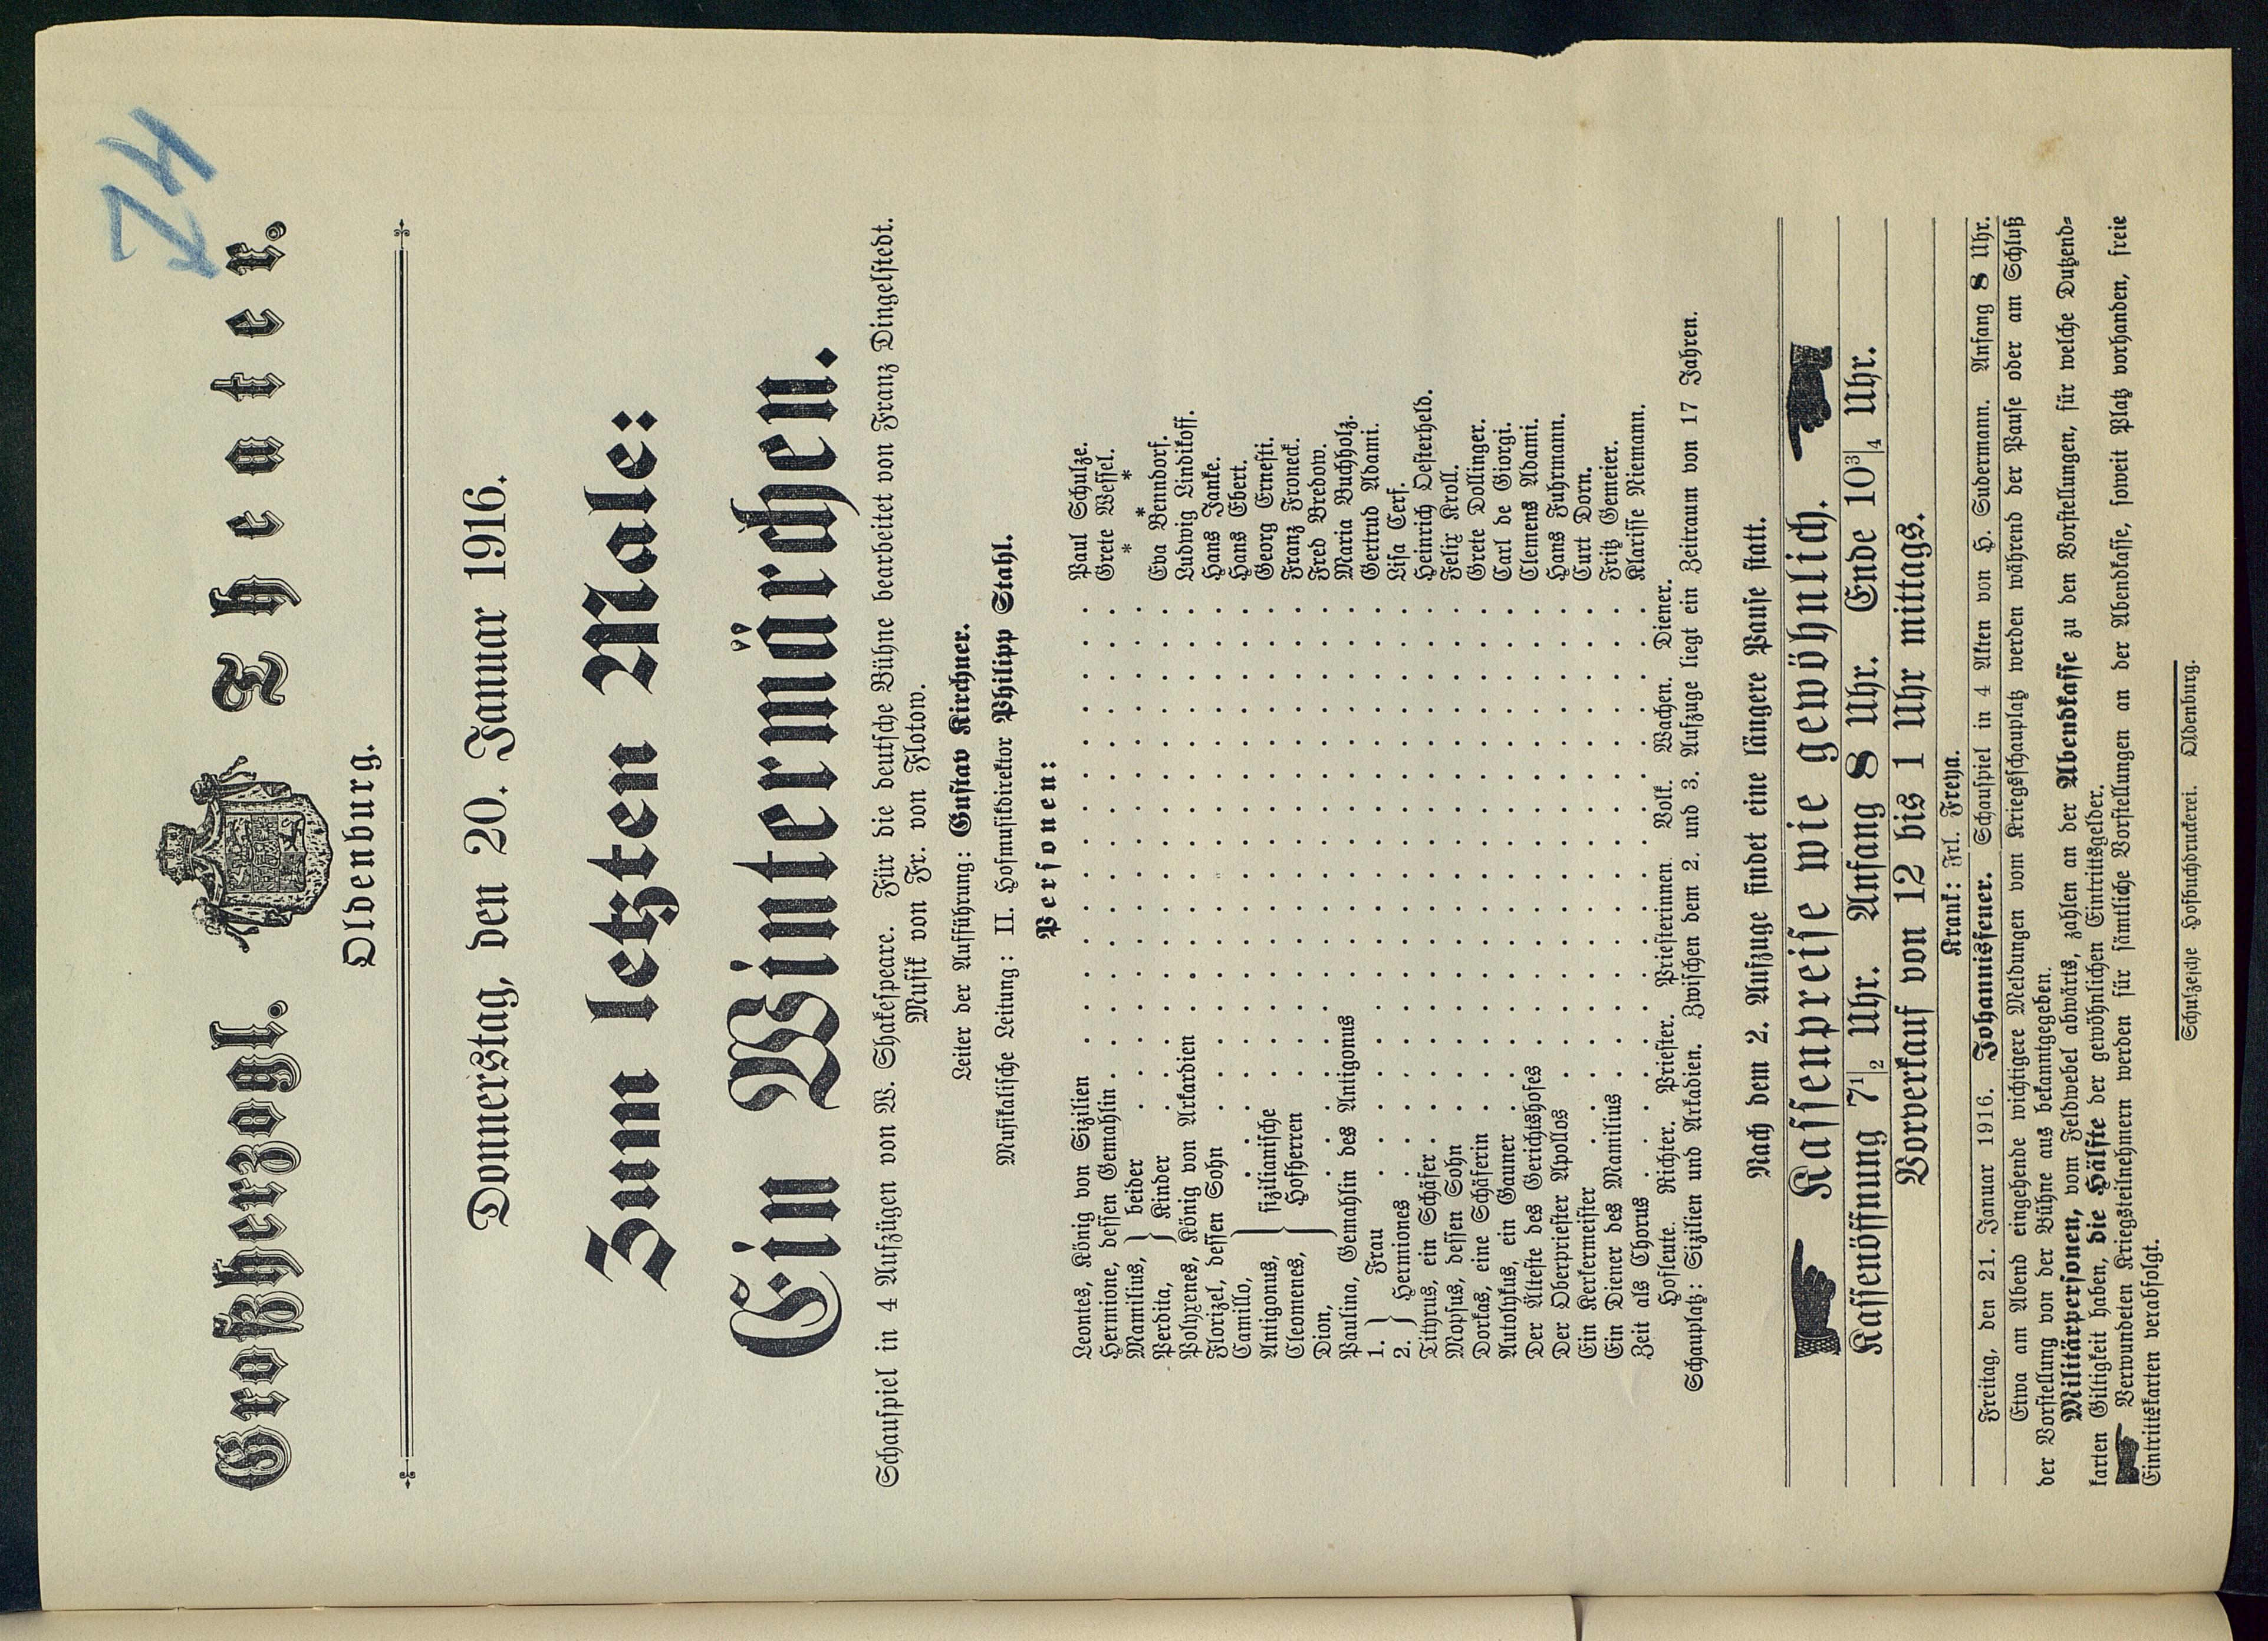 74
Großherzogl. Theater.
Oldenburg.
Donnerstag, den 20. Januar 1916.
Zum letzten Male:
Ein Wintermärchen.
Schauspiel in 4 Aufzügen von W. Shakespeare. Für die deutsche Bühne bearbeitet von Franz Dingelstedt.
Musik von Fr. von Flotow.
Leiter der Aufführung: Gustav Kirchner.
Musikalische Leitung: II. Hofmusikdirektor Philipp Stahl.
Personen:
Leontes, König von Sizilien . . . Paul Schulze.
Hermione, dessen Gemahlin . . . Grete Wessel.
Mamilius, } beider . . . * * *
Perdita, } Kinder . . . Eva Benndorf.
Polyxenes, König von Arkardien . . . Ludwig Lindikoff.
Florizel, dessen Sohn . . . Hans Janke.
Camillo, . . . Hans Ebert.
Antigonus, } sizilianische . . . Georg Ernesti.
Cleomenes, } Hofherren . . . Franz Froneck.
Dion, . . . Fred Bredow.
Paulina, Gemahlin des Antigonus . . . Maria Buchholz.
1. } Frau . . . Gertrud Adami.
2. } Hermiones . . . Lisa Cerf.
Tithrus, ein Schäfer . . . Heinrich Oesterheld.
Mopsus, dessen Sohn . . . Felix Kroll.
Dorkas, eine Schäferin . . . Grete Dollinger.
Autolykus, ein Gauner . . . Carl de Giorgi.
Der Älteste des Gerichtshofes . . . Clemens Adami.
Der Oberpriester Apollos . . . Hans Fuhrmann.
Ein Kerkermeister . . . Curt Dorn.
Ein Diener des Mamilius . . . Fritz Gemeier.
Zeit als Chorus . . . Klarisse Niemann.
Hofleute. Richter. Priester. Priesterinnen. Volk. Wachen. Diener.
Schauplatz: Sizilien und Arkadien. Zwischen dem 2. und 3. Aufzuge liegt ein Zeitraum von 17 Jahren.
Nach dem 2. Aufzuge findet eine längere Pause statt.
Kassenpreise wie gewöhnlich.
Kassenöffnung 7 1/2 Uhr. Anfang 8 Uhr. Ende 10 3/4 Uhr.
Vorverkauf von 12 bis 1 Uhr mittags.
Krank: Frl. Freya.
Freitag, den 21. Januar 1916. Johannisfener. Schauspiel in 4 Akten von H. Sudermann. Anfang 8 Uhr.
Etwa am Abend eingehende wichtigere Meldungen vom Kriegsschauplatz werden während der Pause oder am Schluß
der Vorstellung von der Bühne aus bekanntgegeben.
Militärpersonen, vom Feldwebel abwärts, zahlen an der Abendkasse zu den Vorstellungen, für welche Dutzend-
karten Giltigkeit haben, die Hälfte der gewöhnlichen Eintrittsgelder.
Verwundeten Kriegsteilnehmern werden für sämtliche Vorstellungen an der Abendkasse, soweit Platz vorhanden, freie
Eintrittskarten verabfolgt.
Schulzesche Hofbuchdruckerei. Oldenburg.